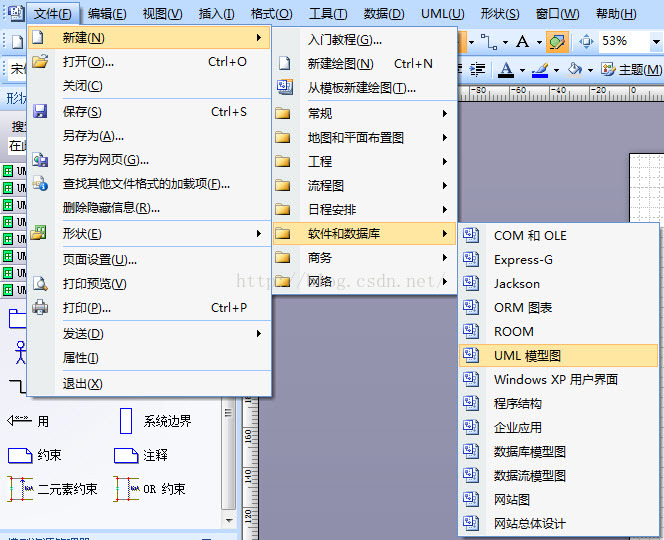 文件(F) 编辑(E) 视图(V) 插入(I) 格式(O) 工具(T) 数据(D) UML(U) 形状(S) 窗口(W) 帮助(H)
新建(N)
打开(O)... Ctrl+O
关闭(C)
保存(S) Ctrl+S
另存为(A)...
另存为网页(G)...
查找其他文件格式的加载项(F)...
删除隐藏信息(R)...
形状(E)
页面设置(U)...
打印预览(V)
打印(P)... Ctrl+P
发送(D)
属性(I)
退出(X)
入门教程(G)...
新建绘图(N) Ctrl+N
从模板新建绘图(T)...
常规
地图和平面布置图
工程
流程图
日程安排
软件和数据库
商务
网络
COM 和 OLE
Express-G
Jackson
ORM 图表
ROOM
UML 模型图
Windows XP 用户界面
程序结构
企业应用
数据库模型图
数据流模型图
网站图
网站总体设计
53%
A
A 主题(M)
-80 -60 -40 -20 0
http://blog.csdn.net/
用 系统边界
约束 注释
二元素约束 OR 约束
160
140
120